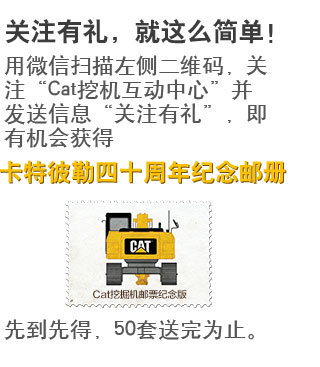 关注有礼，就这么简单！
用微信扫描左侧二维码，关
注“Cat挖机互动中心”并
发送信息“关注有礼”，即
有机会获得
卡特彼勒四十周年纪念邮册
CAT
Cat挖掘机邮票纪念版
先到先得，50套送完为止。